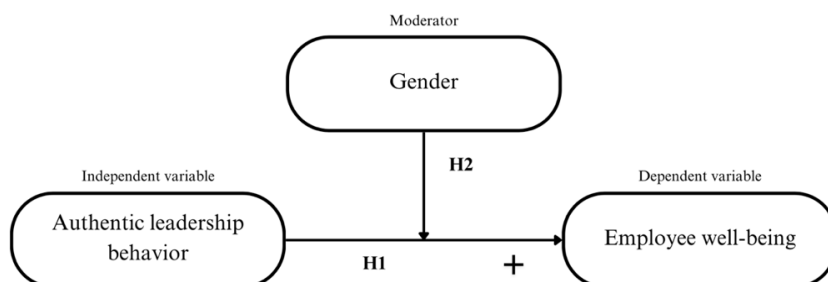 Moderator
Gender
H2
Independent variable
Dependent variable
Authentic leadership
behavior
Employee well-being
H1
+